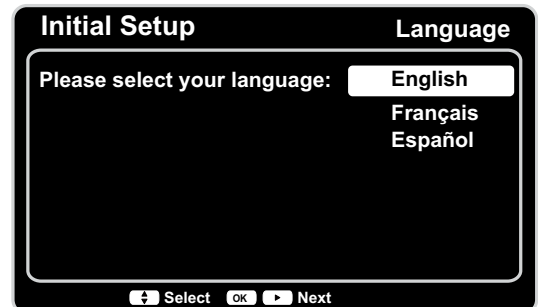 Initial Setup Language
Please select your language: English
Français
Español
Select OK Next